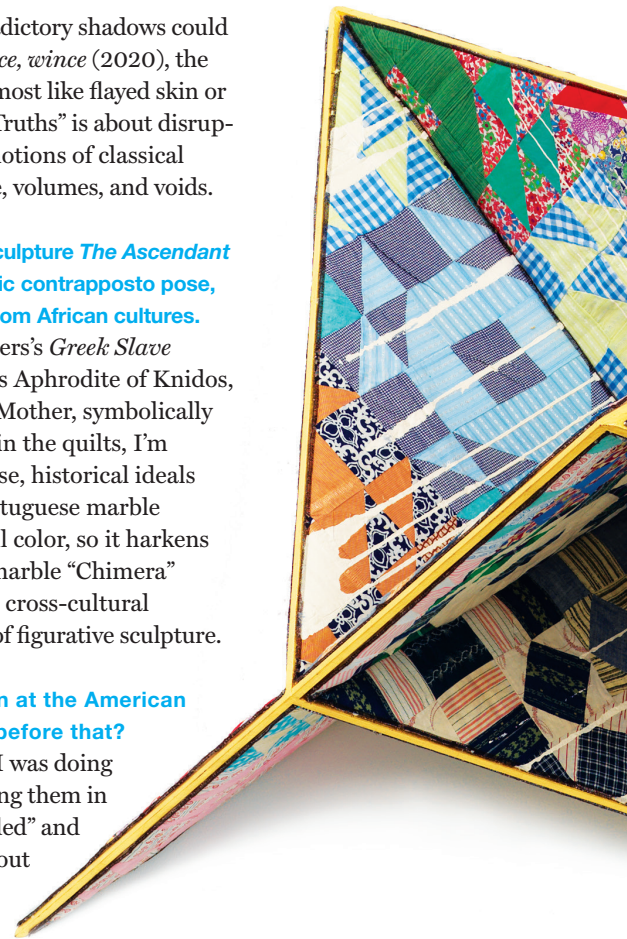 adictory shadows could
ce, wince (2020), the
most like flayed skin or
Truths” is about disrup-
notions of classical
e, volumes, and voids.
culpture The Ascendant
ic contrapposto pose,
om African cultures.
ers’s Greek Slave
s Aphrodite of Knidos,
Mother, symbolically
in the quilts, I’m
se, historical ideals
tuguese marble
l color, so it harkens
marble “Chimera”
cross-cultural
of figurative sculpture.
h at the American
before that?
I was doing
ng them in
led” and
out